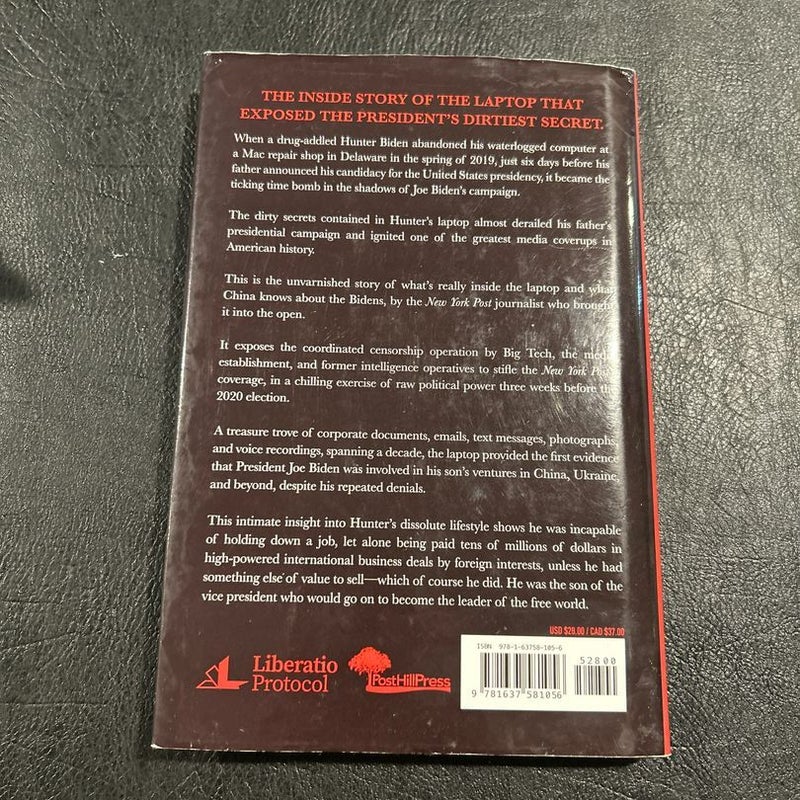 THE INSIDE STORY OF THE LAPTOP THAT
EXPOSED THE PRESIDENT'S DIRTIEST SECRET.
When a drug-addled Hunter Biden abandoned his waterlogged computer at
a Mac repair shop in Delaware in the spring of 2019, just six days before his
father announced his candidacy for the United States presidency, it became the
ticking time bomb in the shadows of Joe Biden's campaign.
The dirty secrets contained in Hunter's laptop almost derailed his father's
presidential campaign and ignited one of the greatest media coverups in
American history.
This is the unvarnished story of what's really inside the laptop and what
China knows about the Bidens, by the New York Post journalist who brought
it into the open.
It exposes the coordinated censorship operation by Big Tech, the media
establishment, and former intelligence operatives to stifle the New York Post
coverage, in a chilling exercise of raw political power three weeks before the
2020 election.
A treasure trove of corporate documents, emails, text messages, photographs,
and voice recordings, spanning a decade, the laptop provided the first evidence
that President Joe Biden was involved in his son's ventures in China, Ukraine,
and beyond, despite his repeated denials.
This intimate insight into Hunter's dissolute lifestyle shows he was incapable
of holding down a job, let alone being paid tens of millions of dollars in
high-powered international business deals by foreign interests, unless he had
something else of value to sell—which of course he did. He was the son of the
vice president who would go on to become the leader of the free world.
USD $28.00 / CAD $37.00
ISBN 978-1-63758-105-6
52800
9 781637 581056
Liberatio
Protocol
PostHillPress